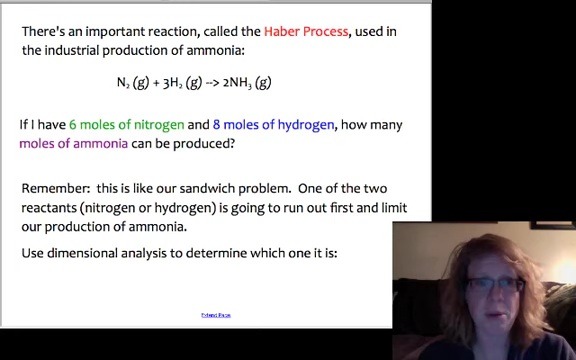 There's an important reaction, called the Haber Process, used in
the industrial production of ammonia:
N₂ (g) + 3H₂ (g) --> 2NH₃ (g)
If I have 6 moles of nitrogen and 8 moles of hydrogen, how many
moles of ammonia can be produced?
Remember: this is like our sandwich problem. One of the two
reactants (nitrogen or hydrogen) is going to run out first and limit
our production of ammonia.
Use dimensional analysis to determine which one it is:
Extend Page